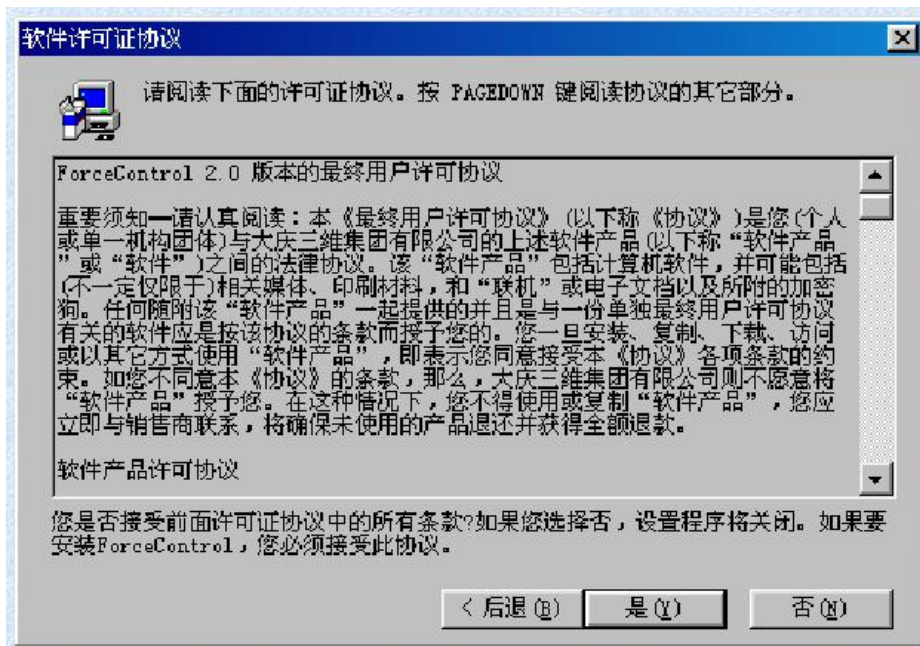 软件许可证协议
请阅读下面的许可证协议。按 PAGEDOWN 键阅读协议的其它部分。
ForceControl 2.0 版本的最终用户许可协议
重要须知—请认真阅读：本《最终用户许可协议》(以下称《协议》)是您(个人
或单一机构团体)与大庆三维集团有限公司的上述软件产品(以下称“软件产品
”或“软件”)之间的法律协议。该“软件产品”包括计算机软件，并可能包括
(不一定仅限于)相关媒体、印刷材料，和“联机”或电子文档以及所附的加密
狗。任何随附该“软件产品”一起提供的并且是与一份单独最终用户许可协议
有关的软件应是按该协议的条款而授予您的。您一旦安装、复制、下载、访问
或以其它方式使用“软件产品”，即表示您同意接受本《协议》各项条款的约
束。如您不同意本《协议》的条款，那么，大庆三维集团有限公司则不愿意将
“软件产品”授予您。在这种情况下，您不得使用或复制“软件产品”，您应
立即与销售商联系，将确保未使用的产品退还并获得全额退款。
软件产品许可协议
您是否接受前面许可证协议中的所有条款?如果您选择否，设置程序将关闭。如果要
安装ForceControl，您必须接受此协议。
< 后退(B) 是(Y) 否(N)